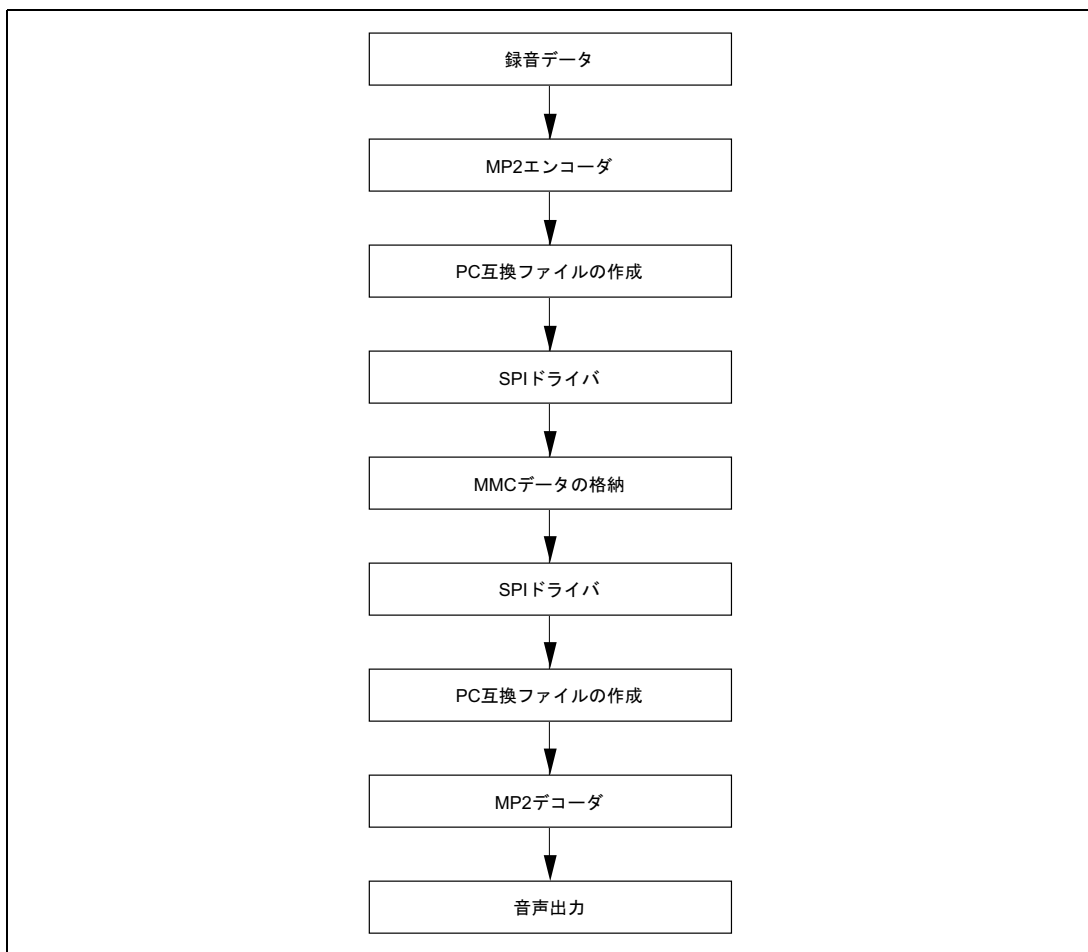 録音データ
MP2エンコーダ
PC互換ファイルの作成
SPIドライバ
MMCデータの格納
SPIドライバ
PC互換ファイルの作成
MP2デコーダ
音声出力